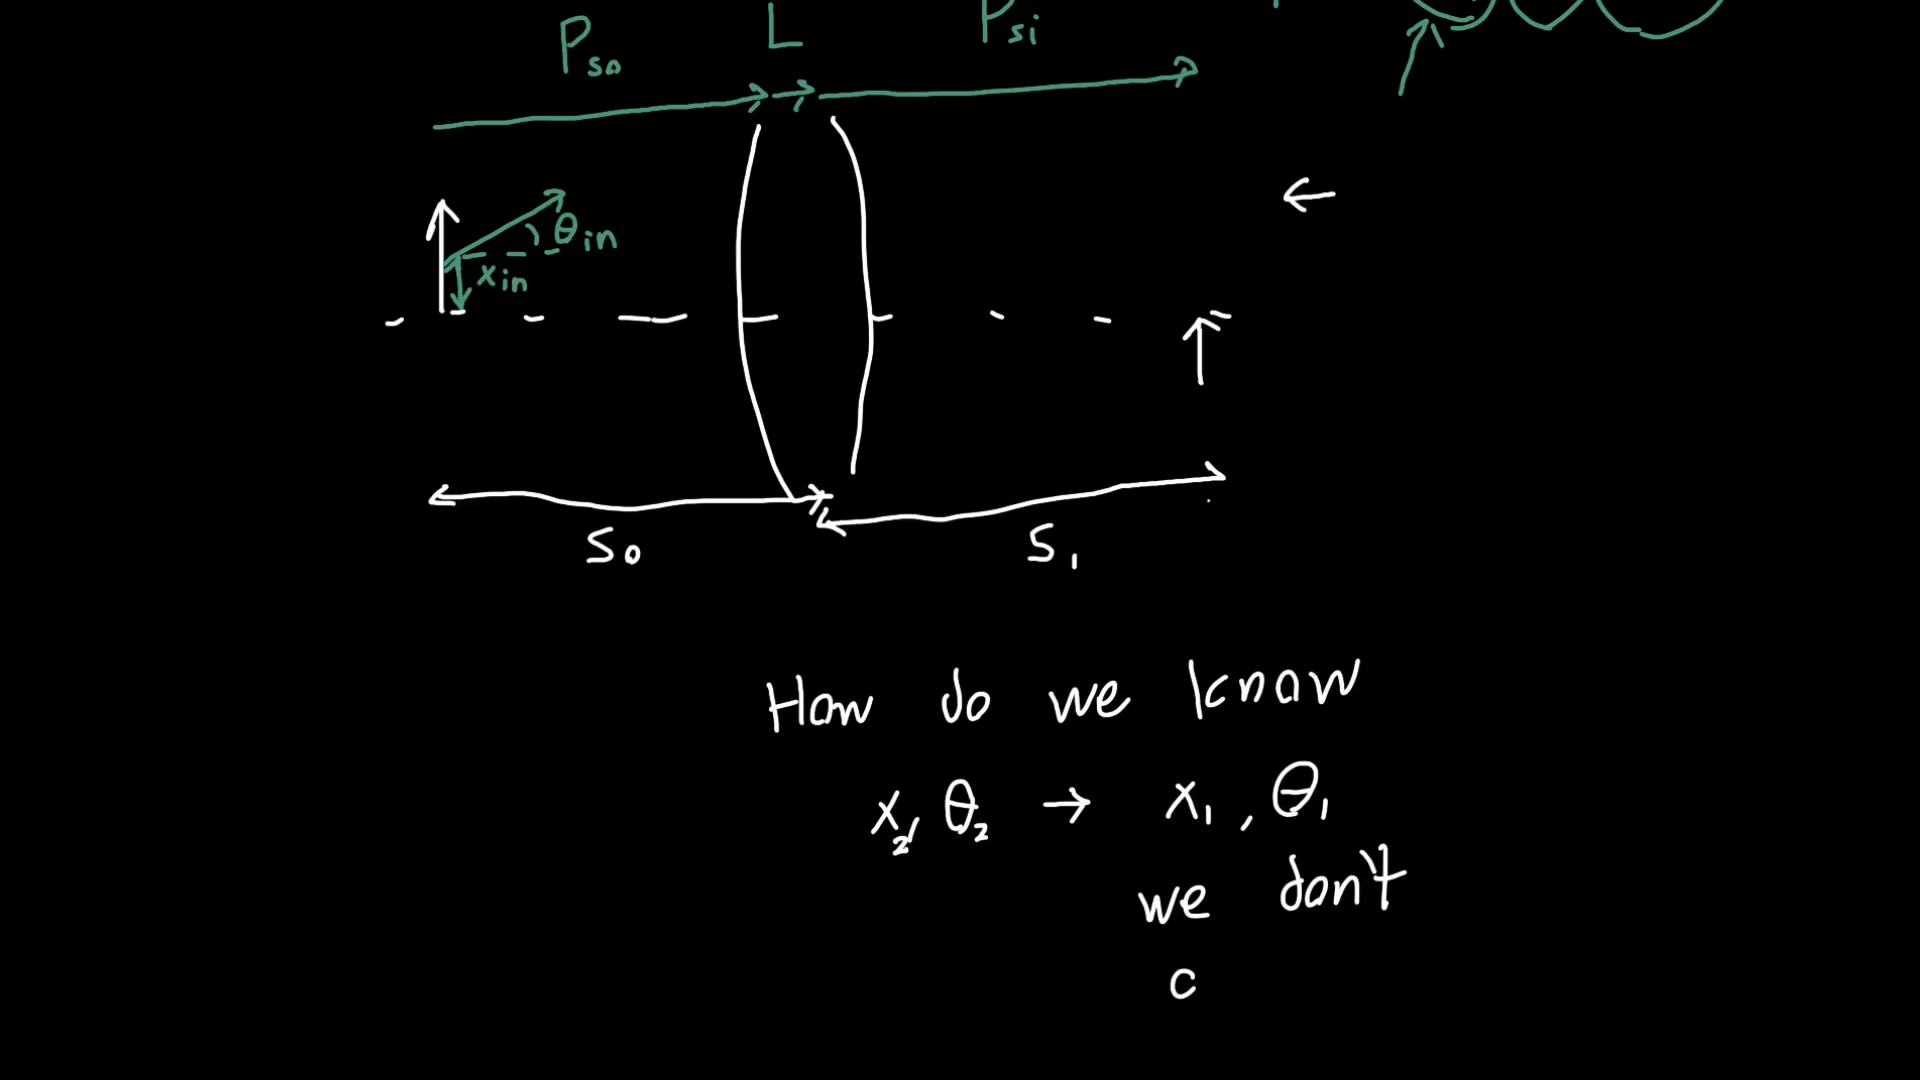 P_so L P_si
θ_in
x_in
S_o S_1
How do we know
x_2, θ_2 → x_1, θ_1
we don't
c